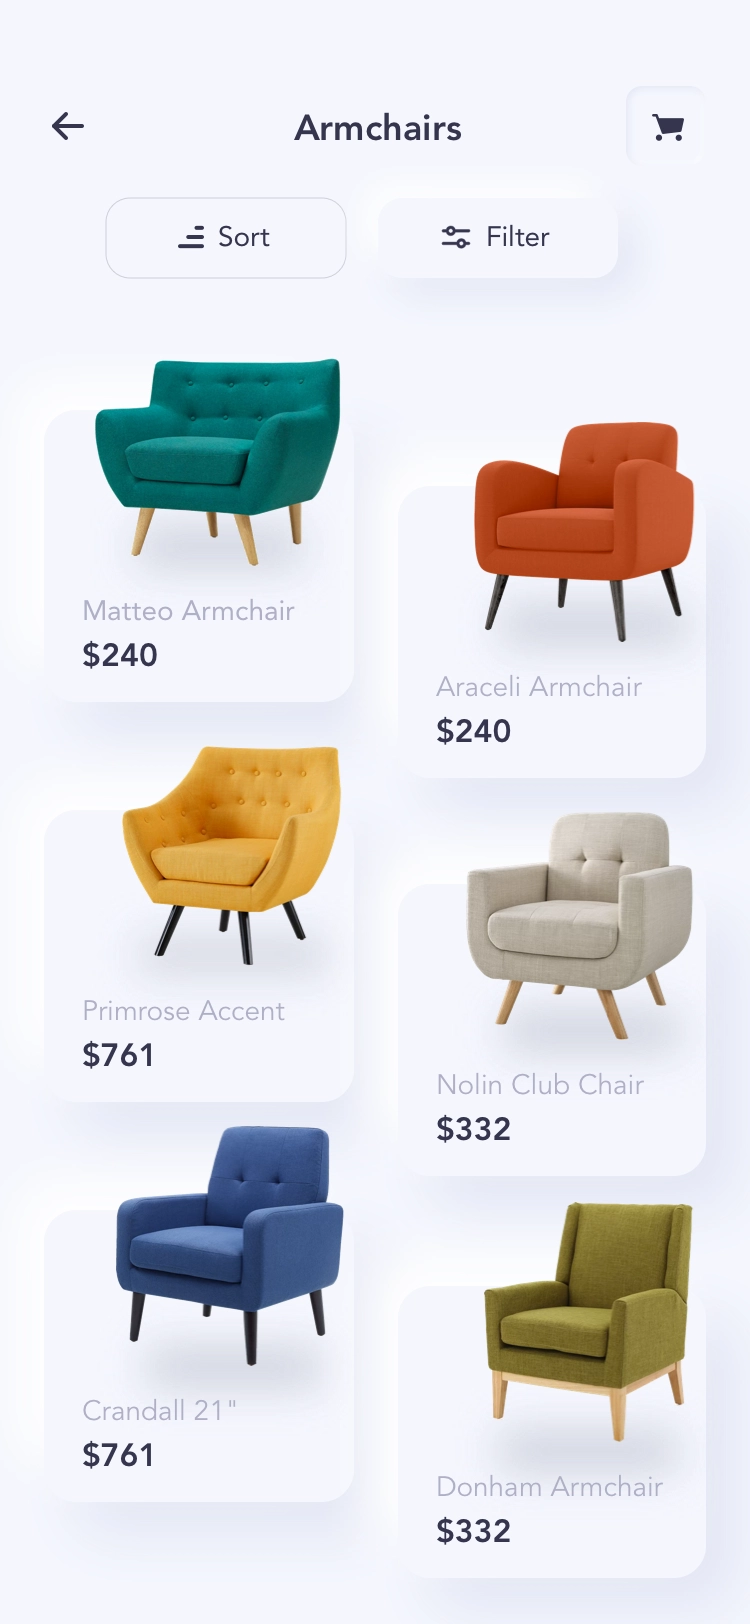 Armchairs
Sort
Filter
Matteo Armchair
$240
Araceli Armchair
$240
Primrose Accent
$761
Nolin Club Chair
$332
Crandall 21"
$761
Donham Armchair
$332